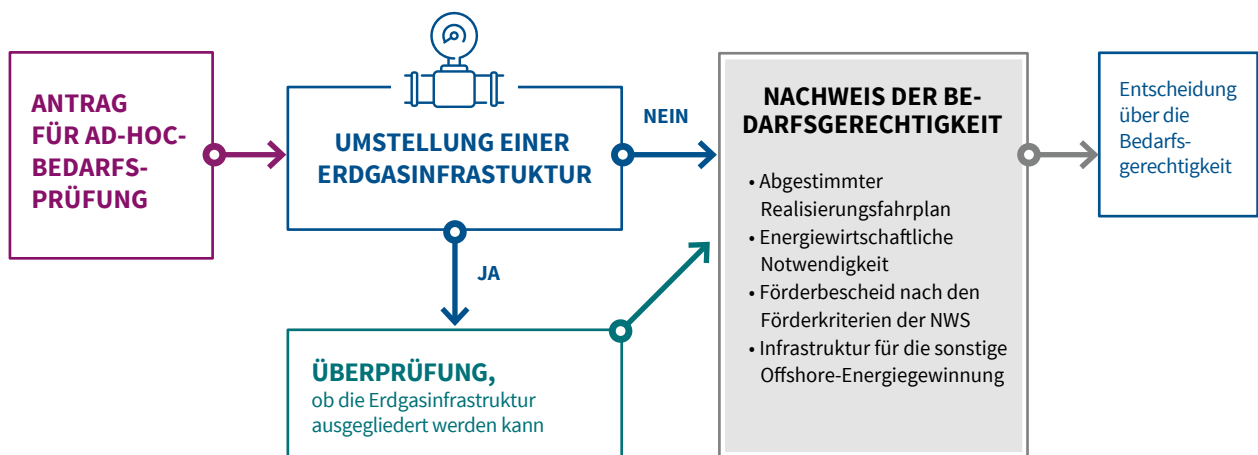 ANTRAG
FÜR AD-HOC-
BEDARFS-
PRÜFUNG
UMSTELLUNG EINER
ERDGASINFRASTUKTUR
NEIN
JA
ÜBERPRÜFUNG,
ob die Erdgasinfrastruktur
ausgegliedert werden kann
NACHWEIS DER BE-
DARFSGERECHTIGKEIT
• Abgestimmter
Realisierungsfahrplan
• Energiewirtschaftliche
Notwendigkeit
• Förderbescheid nach den
Förderkriterien der NWS
• Infrastruktur für die sonstige
Offshore-Energiegewinnung
Entscheidung
über die
Bedarfs-
gerechtigkeit